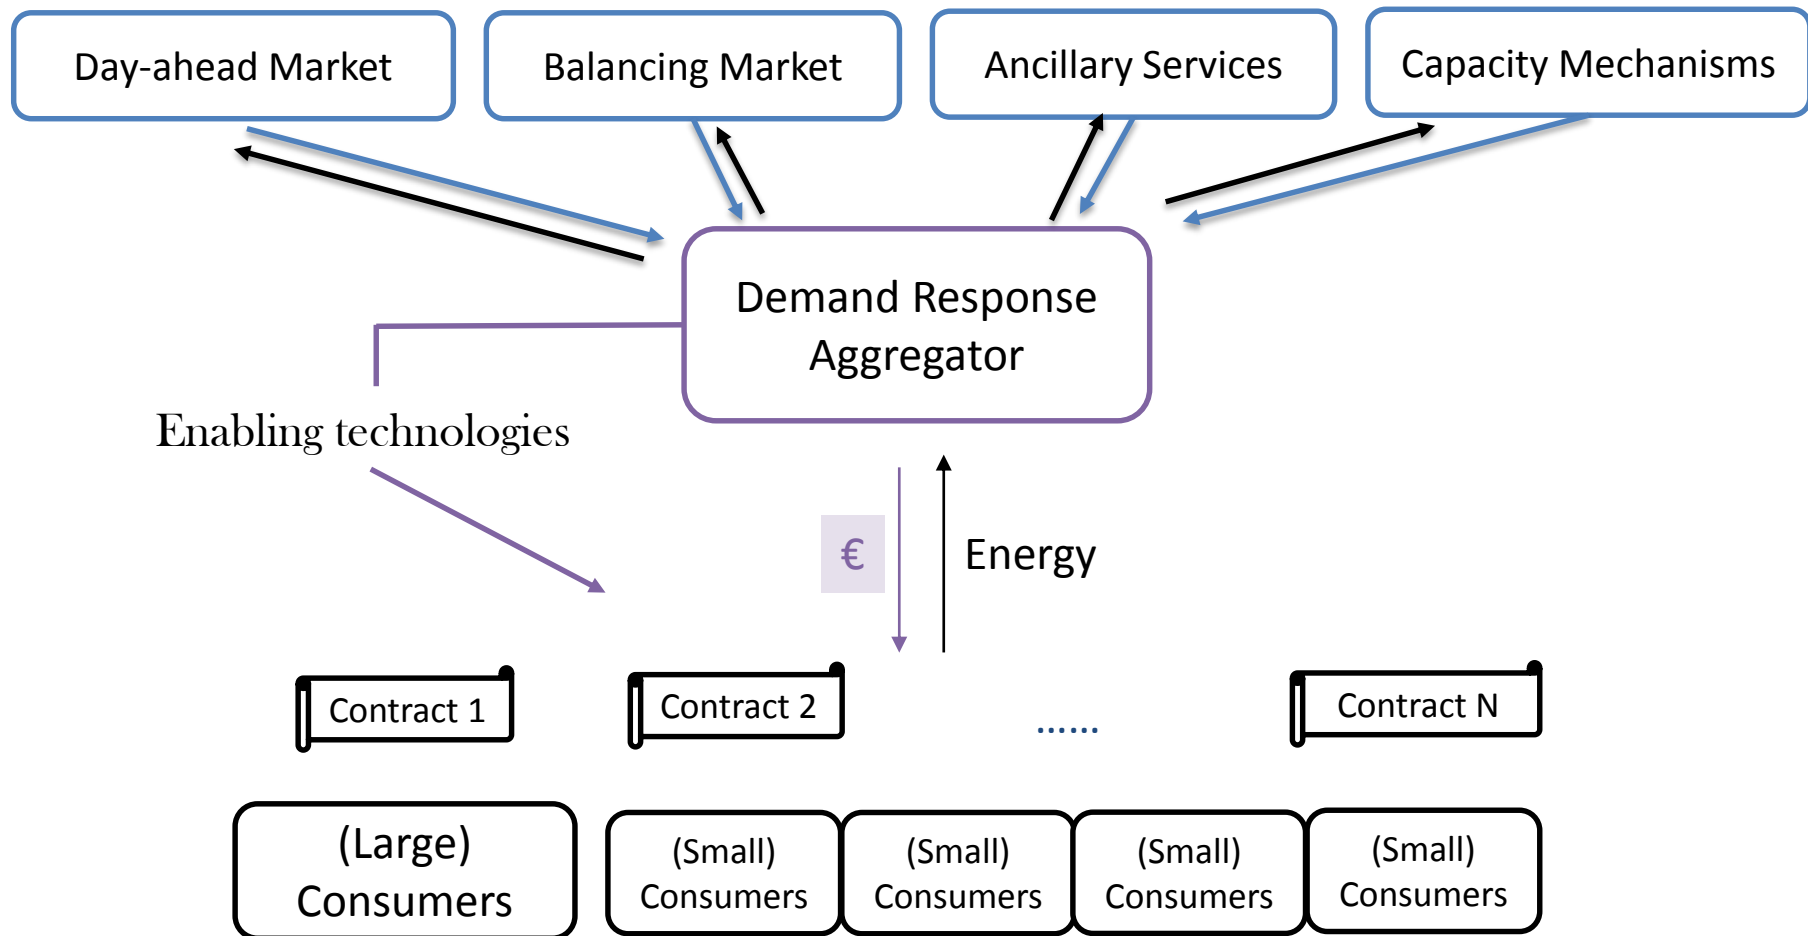 Day-ahead Market
Balancing Market
Ancillary Services
Capacity Mechanisms
Demand Response
Aggregator
Enabling technologies
€
Energy
Contract 1
Contract 2
......
Contract N
(Large)
Consumers
(Small)
Consumers
(Small)
Consumers
(Small)
Consumers
(Small)
Consumers